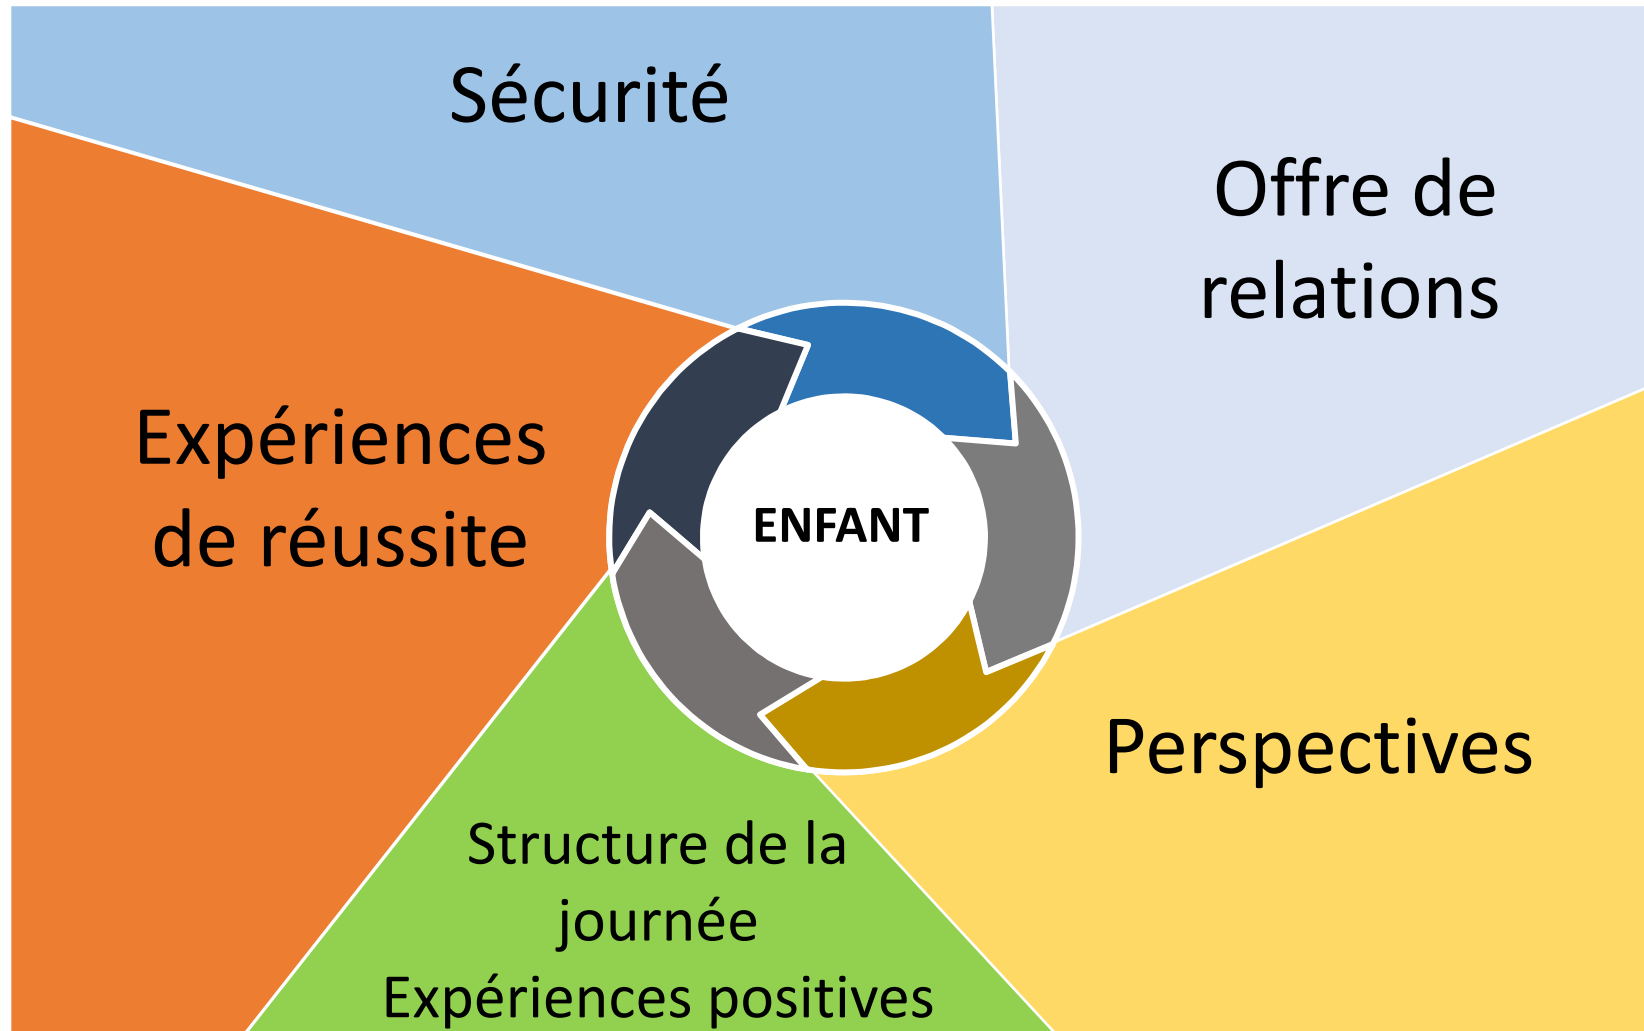 Sécurité
Offre de
relations
Expériences
de réussite
ENFANT
Perspectives
Structure de la
journée
Expériences positives